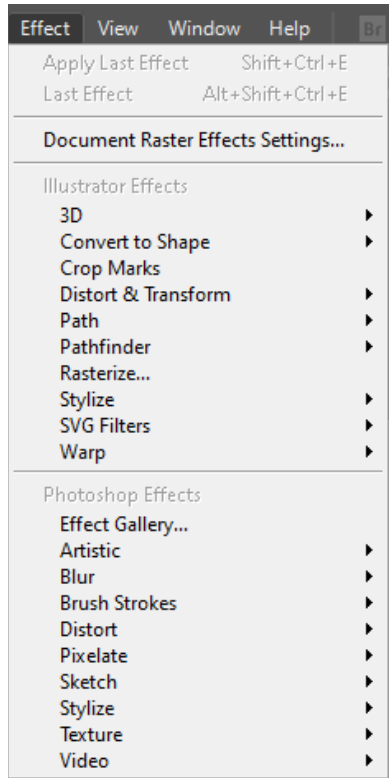 Effect View Window Help Br
Apply Last Effect Shift+Ctrl+E
Last Effect Alt+Shift+Ctrl+E
Document Raster Effects Settings...
Illustrator Effects
3D
Convert to Shape
Crop Marks
Distort & Transform
Path
Pathfinder
Rasterize...
Stylize
SVG Filters
Warp
Photoshop Effects
Effect Gallery...
Artistic
Blur
Brush Strokes
Distort
Pixelate
Sketch
Stylize
Texture
Video